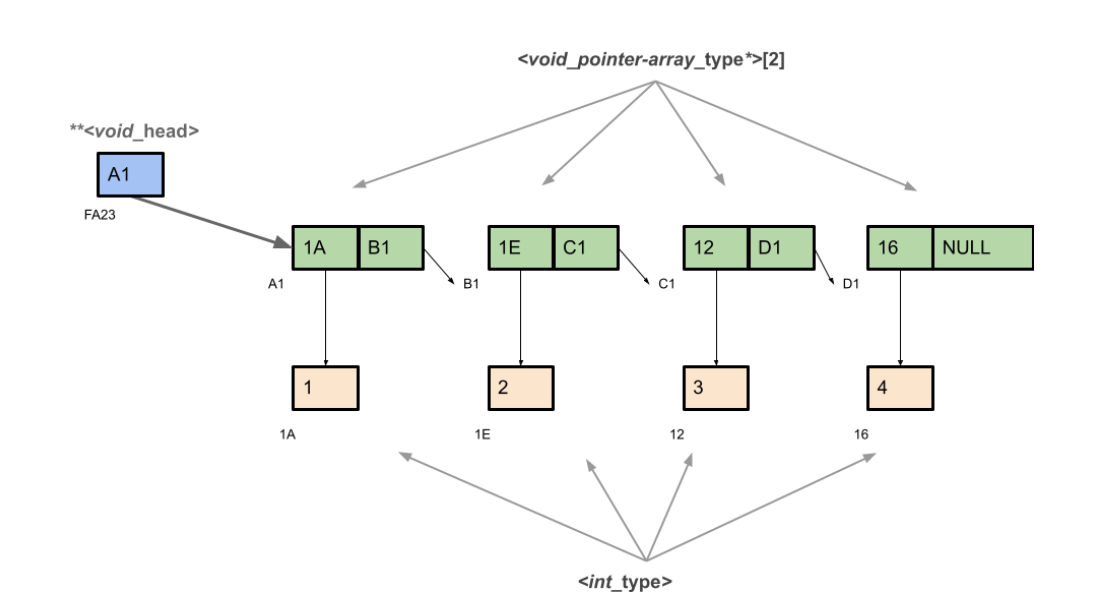 <void_pointer-array_type*>[2]
**<void_head>
A1
FA23
1A B1 1E C1 12 D1 16 NULL
A1 B1 C1 D1
1 2 3 4
1A 1E 12 16
<int_type>